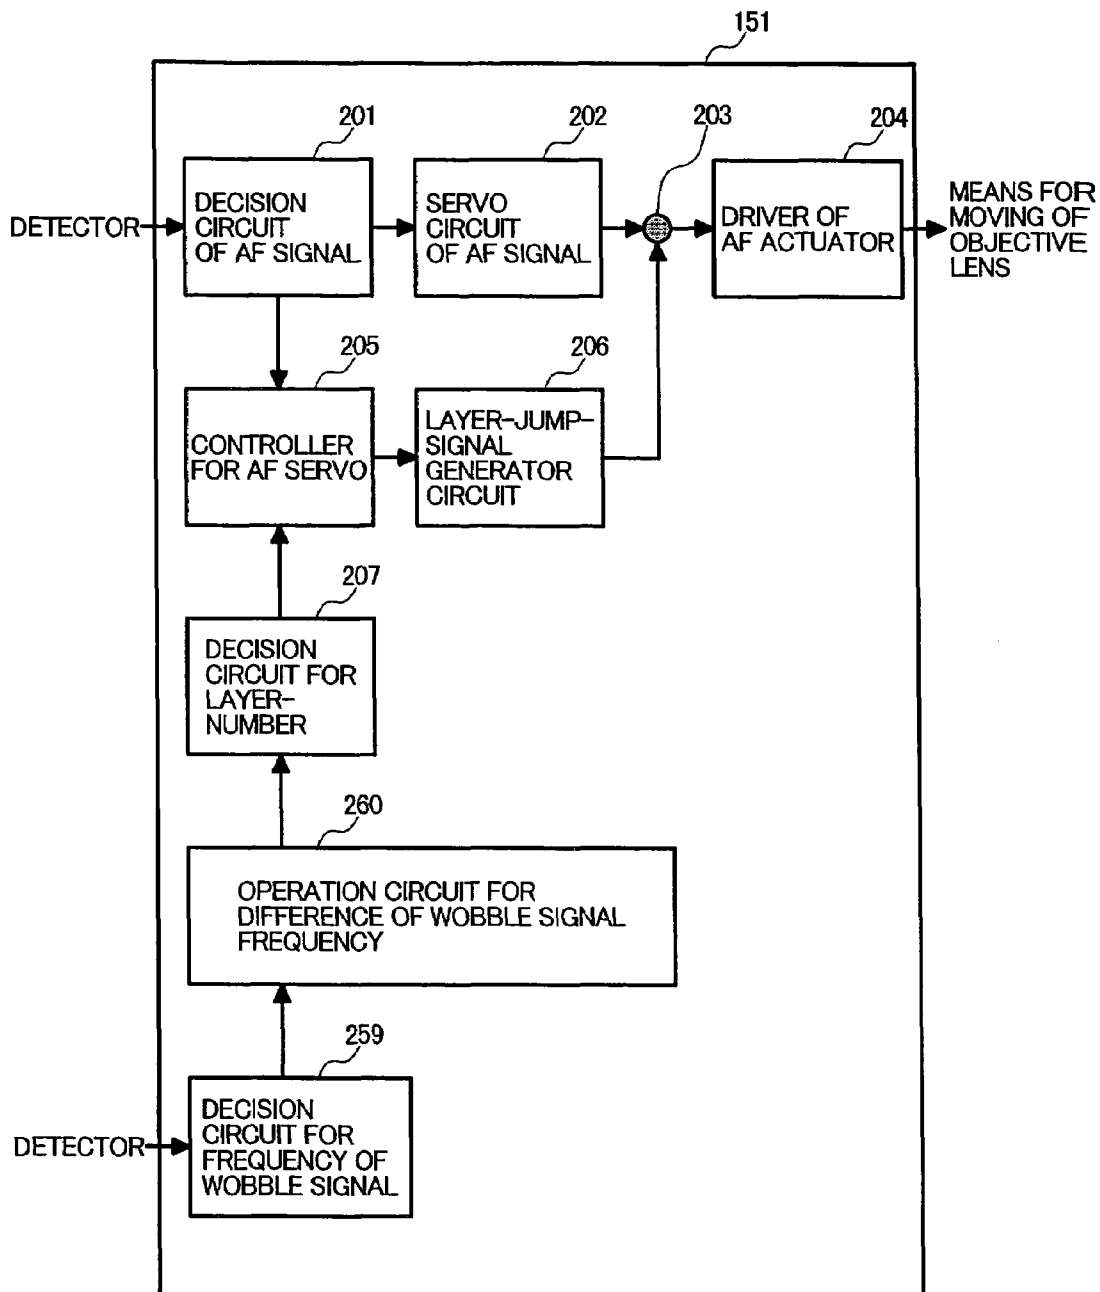 151
201
202
203
204
DETECTOR
DECISION
CIRCUIT
OF AF SIGNAL
SERVO
CIRCUIT
OF AF SIGNAL
DRIVER OF
AF ACTUATOR
MEANS FOR
MOVING OF
OBJECTIVE
LENS
205
206
CONTROLLER
FOR AF SERVO
LAYER-JUMP-
SIGNAL
GENERATOR
CIRCUIT
207
DECISION
CIRCUIT FOR
LAYER-
NUMBER
260
OPERATION CIRCUIT FOR
DIFFERENCE OF WOBBLE SIGNAL
FREQUENCY
259
DETECTOR
DECISION
CIRCUIT FOR
FREQUENCY OF
WOBBLE SIGNAL